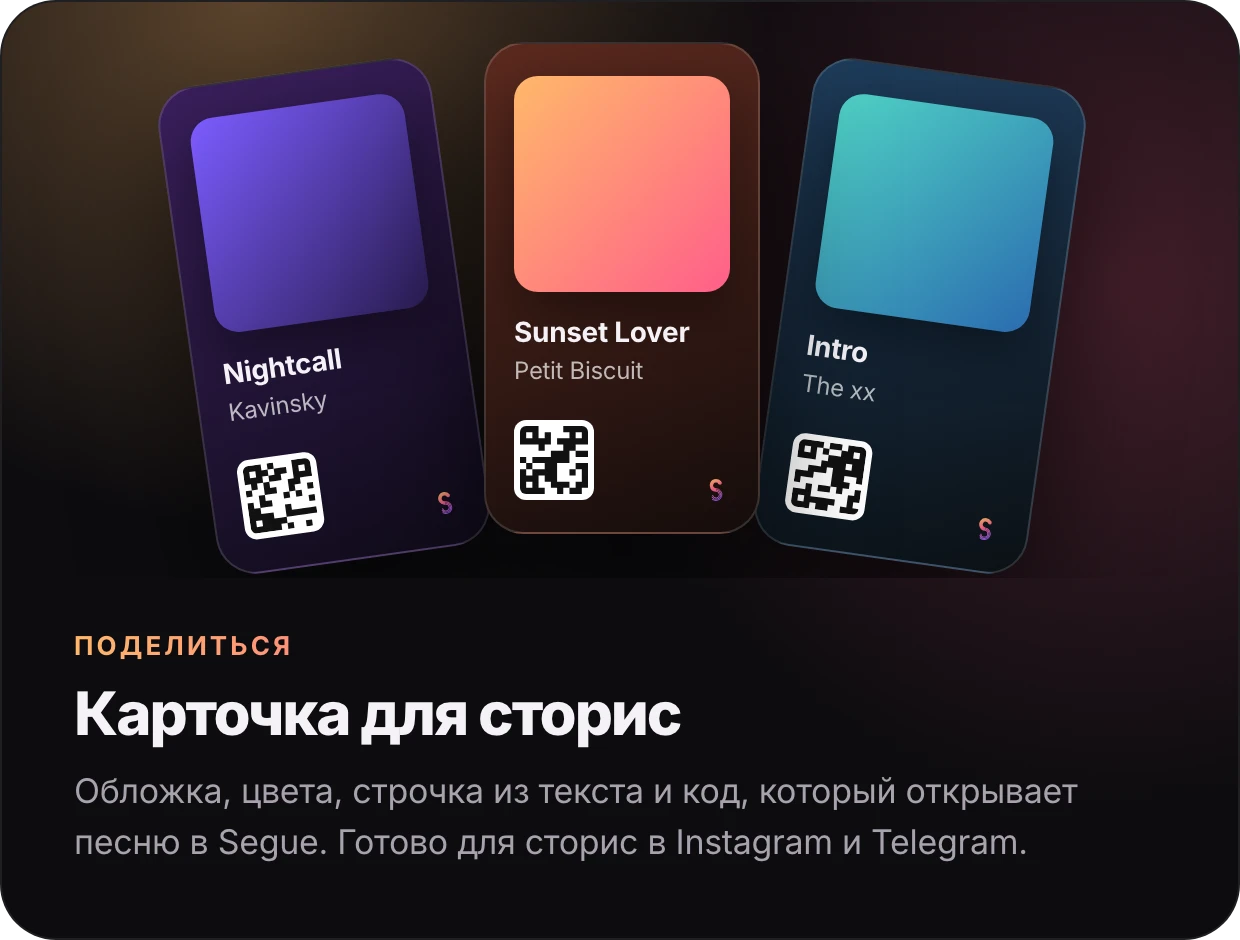 Nightcall
Kavinsky
S
Sunset Lover
Petit Biscuit
S
Intro
The xx
S
ПОДЕЛИТЬСЯ
Карточка для сторис
Обложка, цвета, строчка из текста и код, который открывает
песню в Segue. Готово для сторис в Instagram и Telegram.